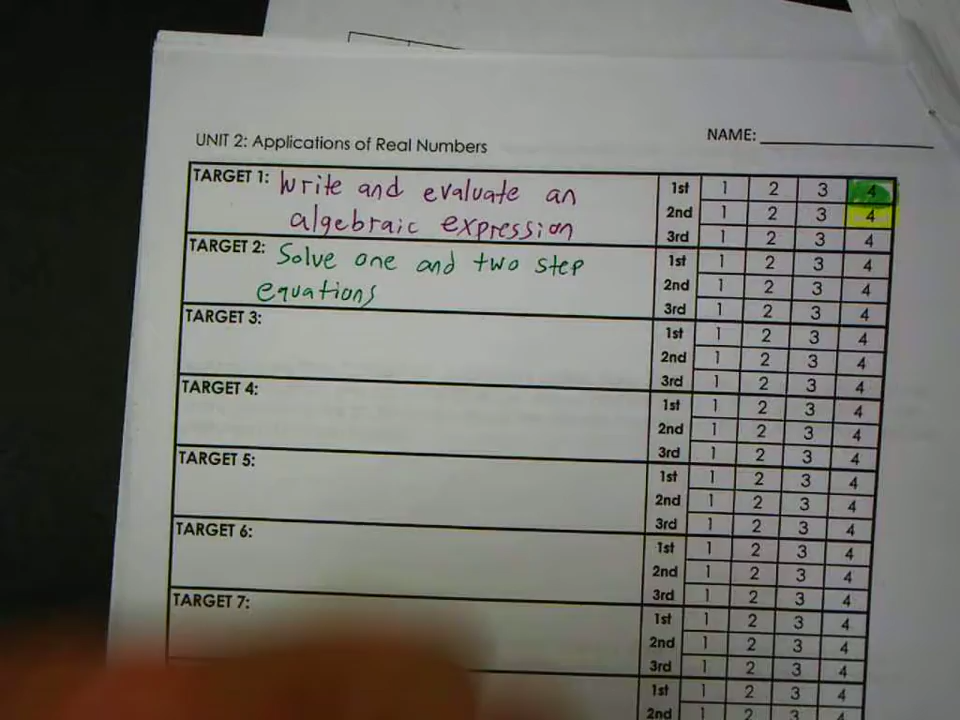 UNIT 2: Applications of Real Numbers NAME:
TARGET 1: Write and evaluate an 1st 1 2 3 4
algebraic expression 2nd 1 2 3 4
3rd 1 2 3 4
TARGET 2: Solve one and two step 1st 1 2 3 4
equations 2nd 1 2 3 4
3rd 1 2 3 4
TARGET 3: 1st 1 2 3 4
2nd 1 2 3 4
3rd 1 2 3 4
TARGET 4: 1st 1 2 3 4
2nd 1 2 3 4
3rd 1 2 3 4
TARGET 5: 1st 1 2 3 4
2nd 1 2 3 4
3rd 1 2 3 4
TARGET 6: 1st 1 2 3 4
2nd 1 2 3 4
3rd 1 2 3 4
TARGET 7: 1st 1 2 3 4
2nd 1 2 3 4
3rd 1 2 3 4
1st 1 2 3 4
2nd 1 2 3 4